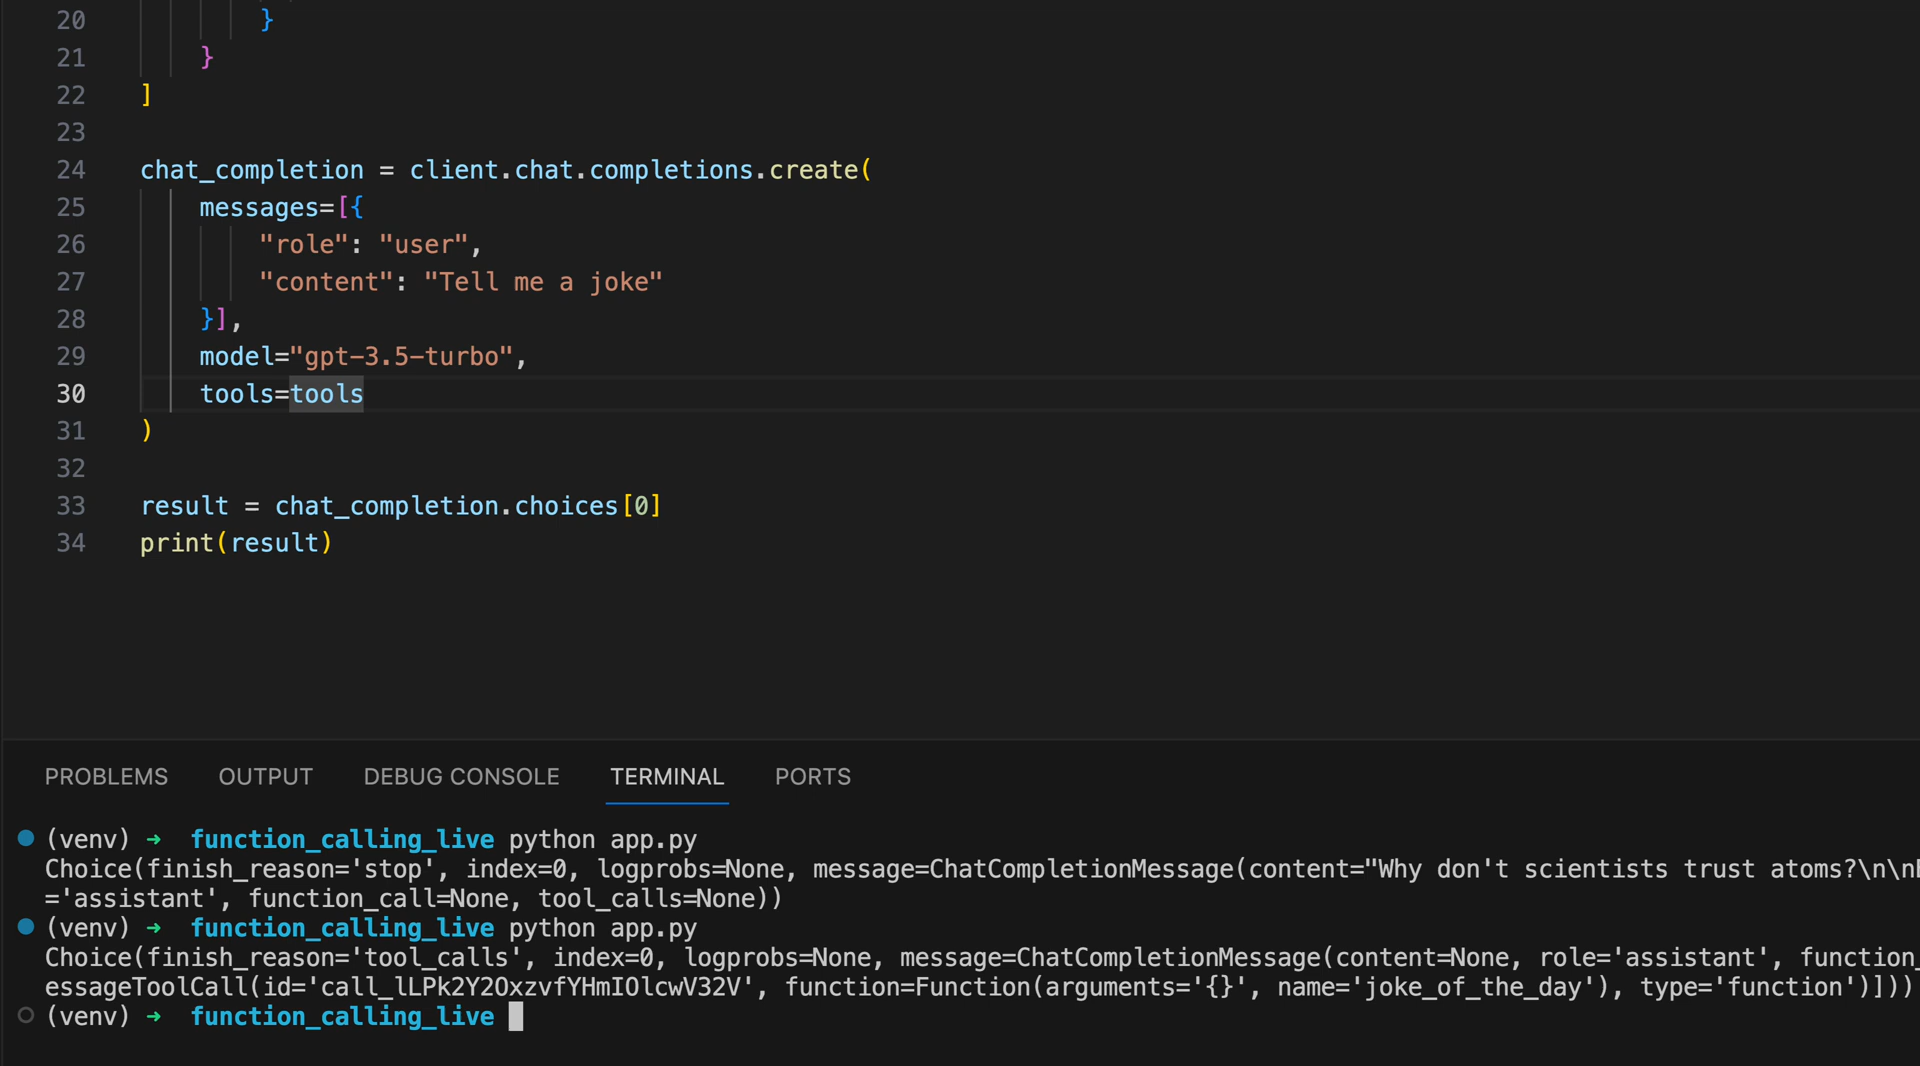 20 }
21 }
22 ]
23
24 chat_completion = client.chat.completions.create(
25 messages=[{
26 "role": "user",
27 "content": "Tell me a joke"
28 }],
29 model="gpt-3.5-turbo",
30 tools=tools
31 )
32
33 result = chat_completion.choices[0]
34 print(result)
PROBLEMS OUTPUT DEBUG CONSOLE TERMINAL PORTS
(venv) ➜ function_calling_live python app.py
Choice(finish_reason='stop', index=0, logprobs=None, message=ChatCompletionMessage(content="Why don't scientists trust atoms?\n\n
='assistant', function_call=None, tool_calls=None))
(venv) ➜ function_calling_live python app.py
Choice(finish_reason='tool_calls', index=0, logprobs=None, message=ChatCompletionMessage(content=None, role='assistant', function_
essageToolCall(id='call_lLPk2Y2OxzvfYHmIOlcwV32V', function=Function(arguments='{}', name='joke_of_the_day'), type='function')]))
(venv) ➜ function_calling_live